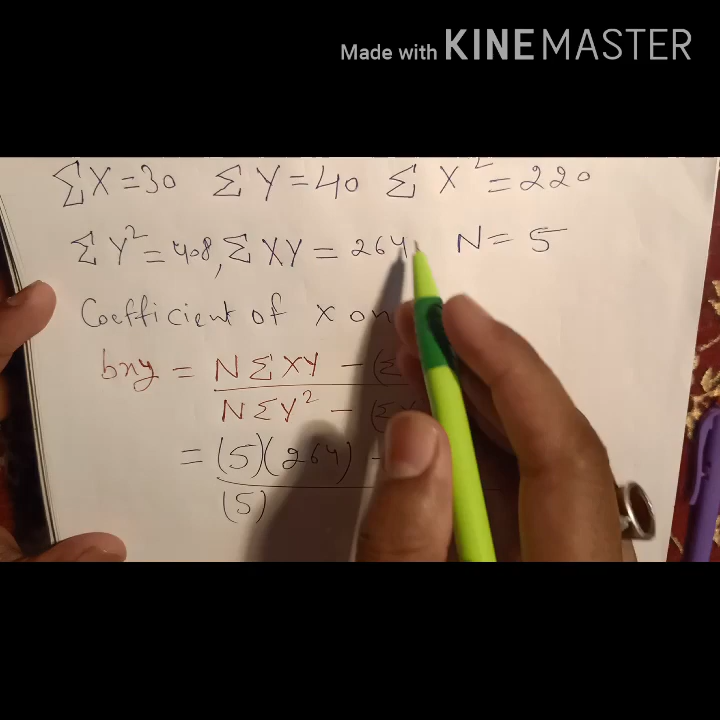 Made with KINEMASTER
ΣX = 30 ΣY = 40 ΣX² = 220
ΣY² = 408, ΣXY = 264 N = 5
Coefficient of X on
bxy = NΣXY - (Σ
NΣY² - (ΣY
= (5)(264) -
(5)